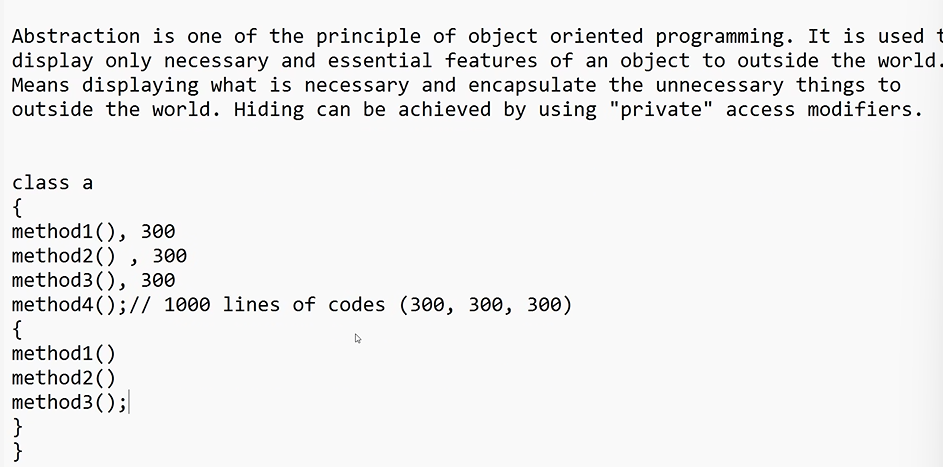 Abstraction is one of the principle of object oriented programming. It is used
display only necessary and essential features of an object to outside the world.
Means displaying what is necessary and encapsulate the unnecessary things to
outside the world. Hiding can be achieved by using "private" access modifiers.
class a
{
method1(), 300
method2() , 300
method3(), 300
method4();// 1000 lines of codes (300, 300, 300)
{
method1()
method2()
method3();
}
}